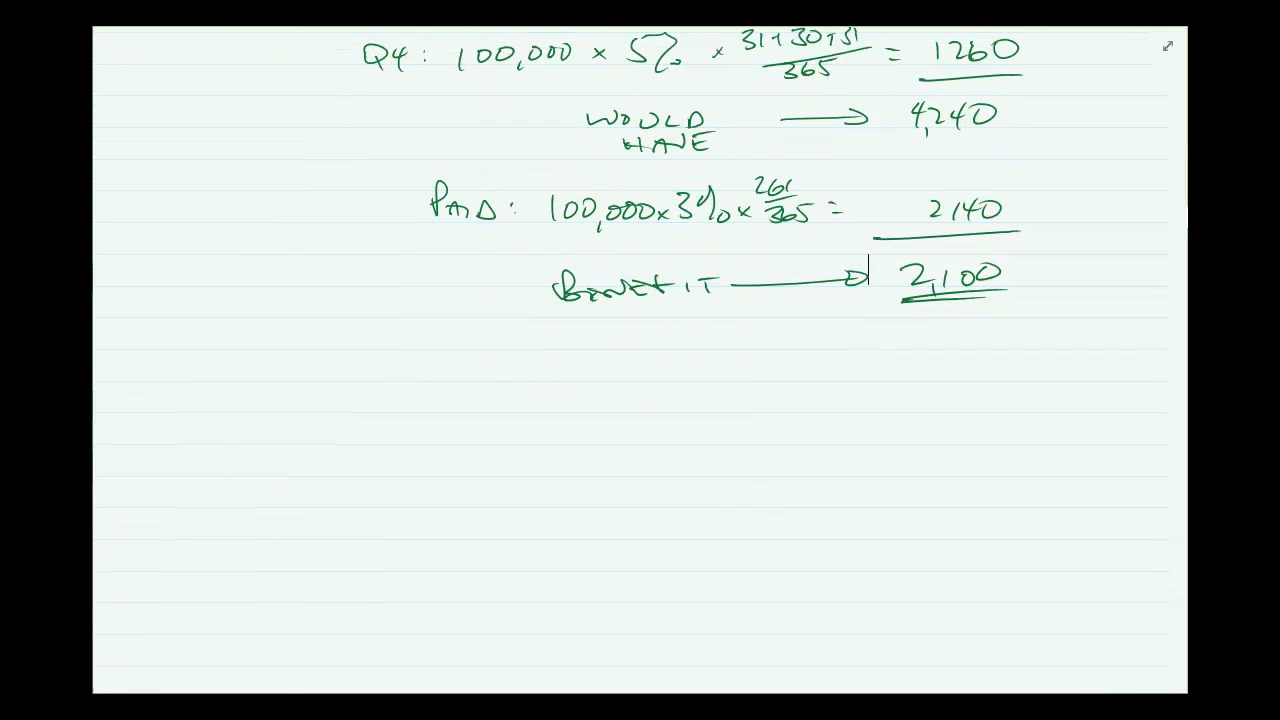 Q4: 100,000 × 5% × 31+30+31/365 = 1260
WOULD HAVE → 4,240
PAID: 100,000 × 3% × 261/365 = 2140
BENEFIT → 2,100